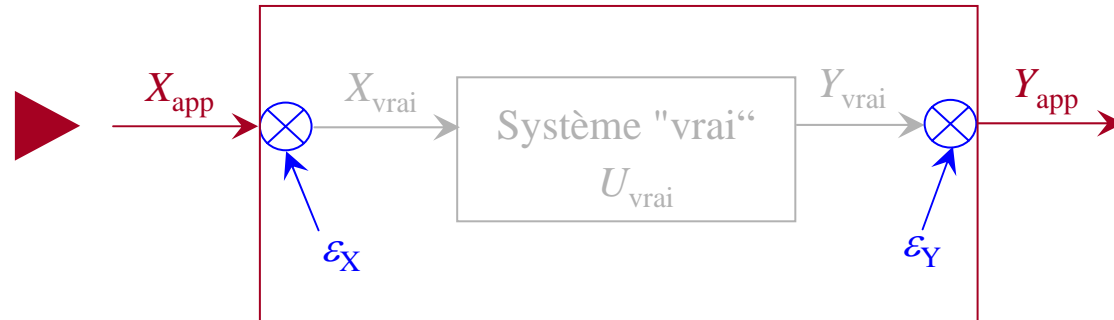 X_app
X_vrai
Y_vrai
Y_app
Système "vrai“
U_vrai
ε_X
ε_Y